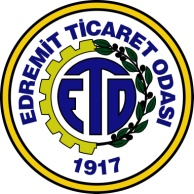 EDREMİT TİCARET ODASI
ETO
1917